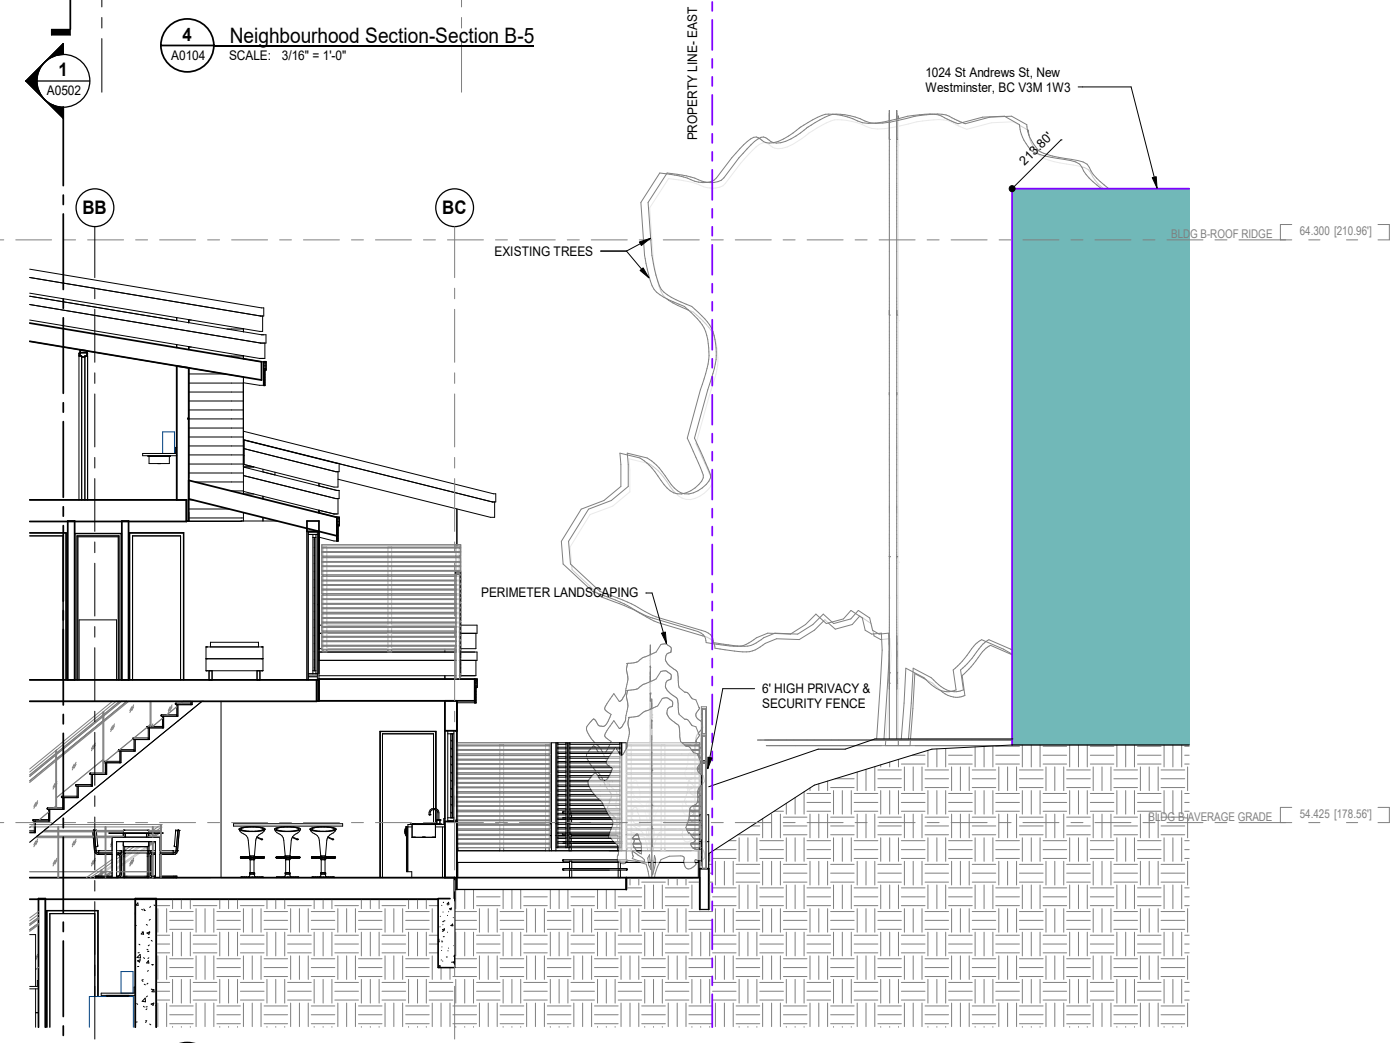 4
A0104
Neighbourhood Section-Section B-5
SCALE: 3/16" = 1'-0"
1
A0502
PROPERTY LINE- EAST
1024 St Andrews St, New
Westminster, BC V3M 1W3
213.80'
BB
BC
EXISTING TREES
BLDG B-ROOF RIDGE
64.300 [210.96']
PERIMETER LANDSCAPING
6' HIGH PRIVACY &
SECURITY FENCE
BLDG B-AVERAGE GRADE
54.425 [178.56']